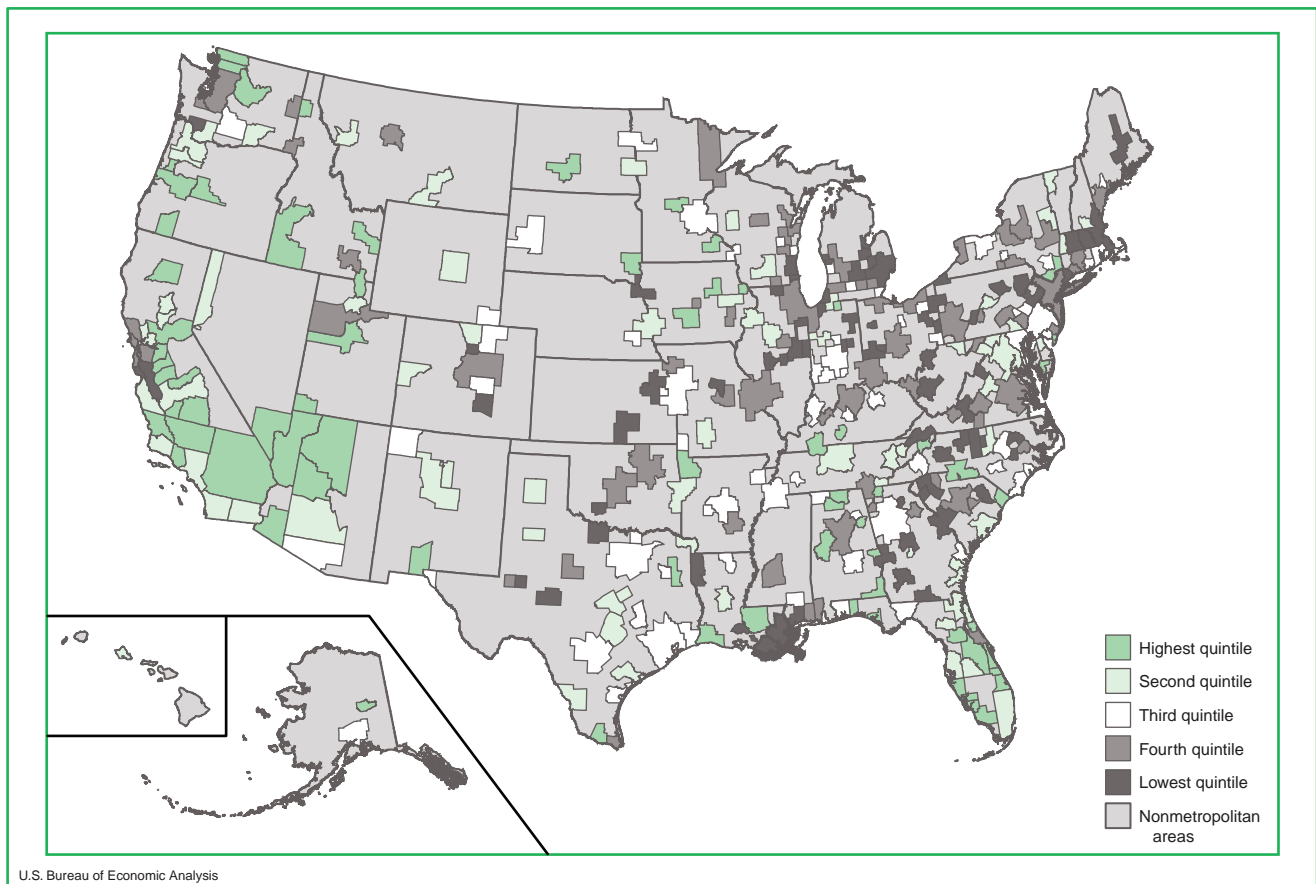 Highest quintile
Second quintile
Third quintile
Fourth quintile
Lowest quintile
Nonmetropolitan
areas
U.S. Bureau of Economic Analysis